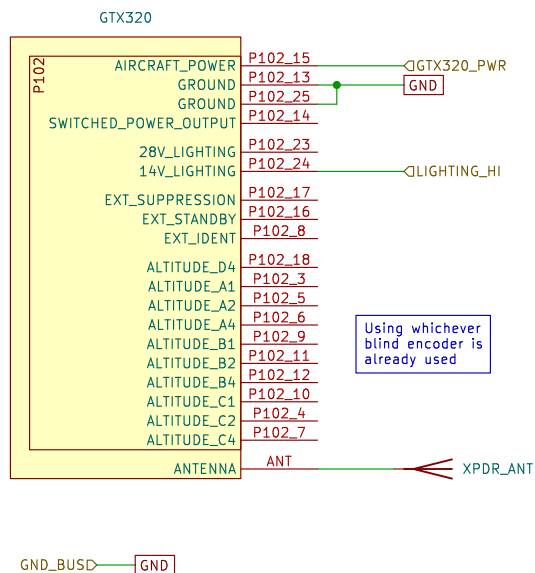 GTX320
P102
AIRCRAFT_POWER P102_15 GTX320_PWR
GROUND P102_13 GND
GROUND P102_25
SWITCHED_POWER_OUTPUT P102_14
28V_LIGHTING P102_23
14V_LIGHTING P102_24 LIGHTING_HI
EXT_SUPPRESSION P102_17
EXT_STANDBY P102_16
EXT_IDENT P102_8
ALTITUDE_D4 P102_18
ALTITUDE_A1 P102_3
ALTITUDE_A2 P102_5
ALTITUDE_A4 P102_6
ALTITUDE_B1 P102_9
ALTITUDE_B2 P102_11
ALTITUDE_B4 P102_12
ALTITUDE_C1 P102_10
ALTITUDE_C2 P102_4
ALTITUDE_C4 P102_7
Using whichever
blind encoder is
already used
ANTENNA ANT XPDR_ANT
GND_BUS GND